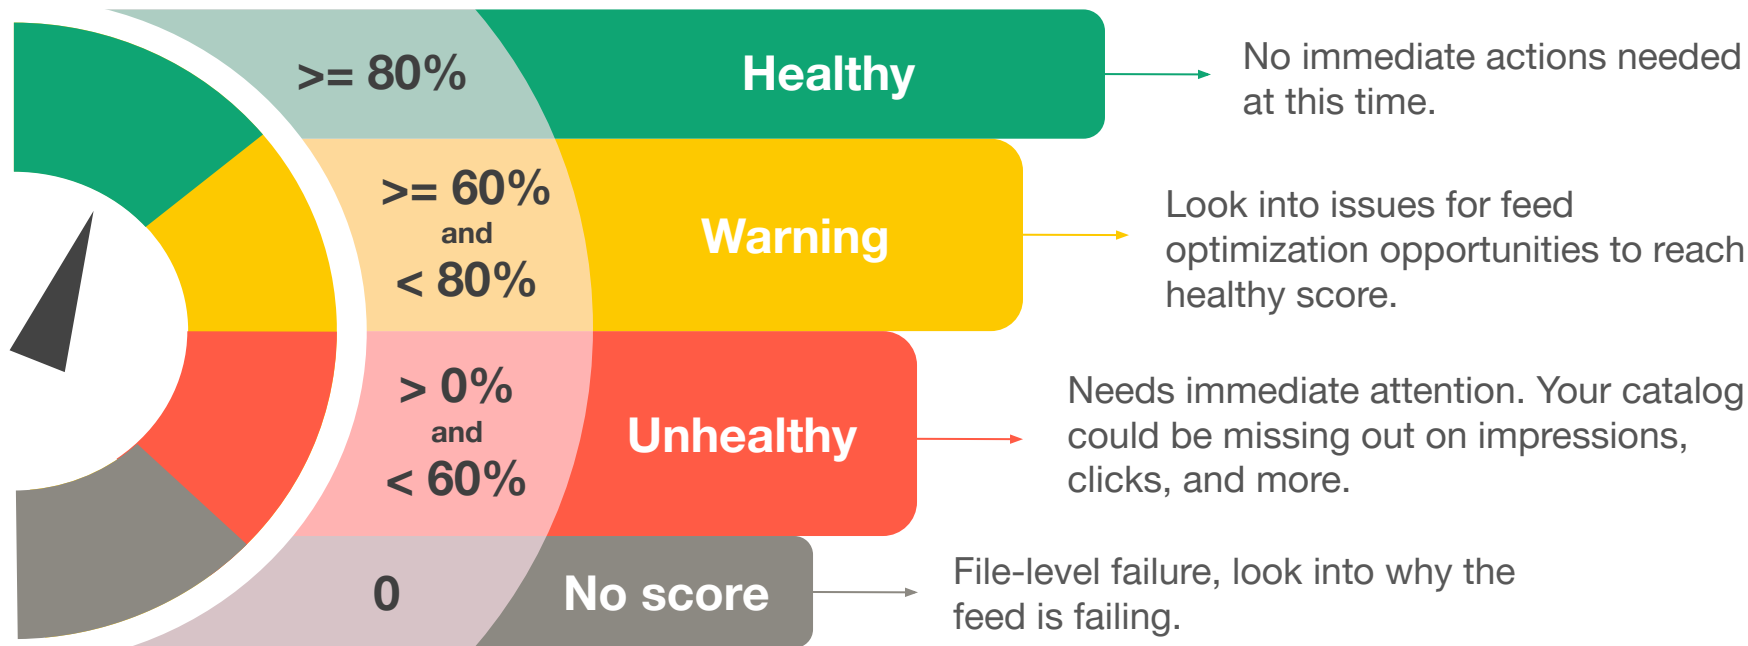 >= 80%
Healthy
No immediate actions needed
at this time.
>= 60%
and
< 80%
Warning
Look into issues for feed
optimization opportunities to reach
healthy score.
> 0%
and
< 60%
Unhealthy
Needs immediate attention. Your catalog
could be missing out on impressions,
clicks, and more.
0
No score
File-level failure, look into why the
feed is failing.